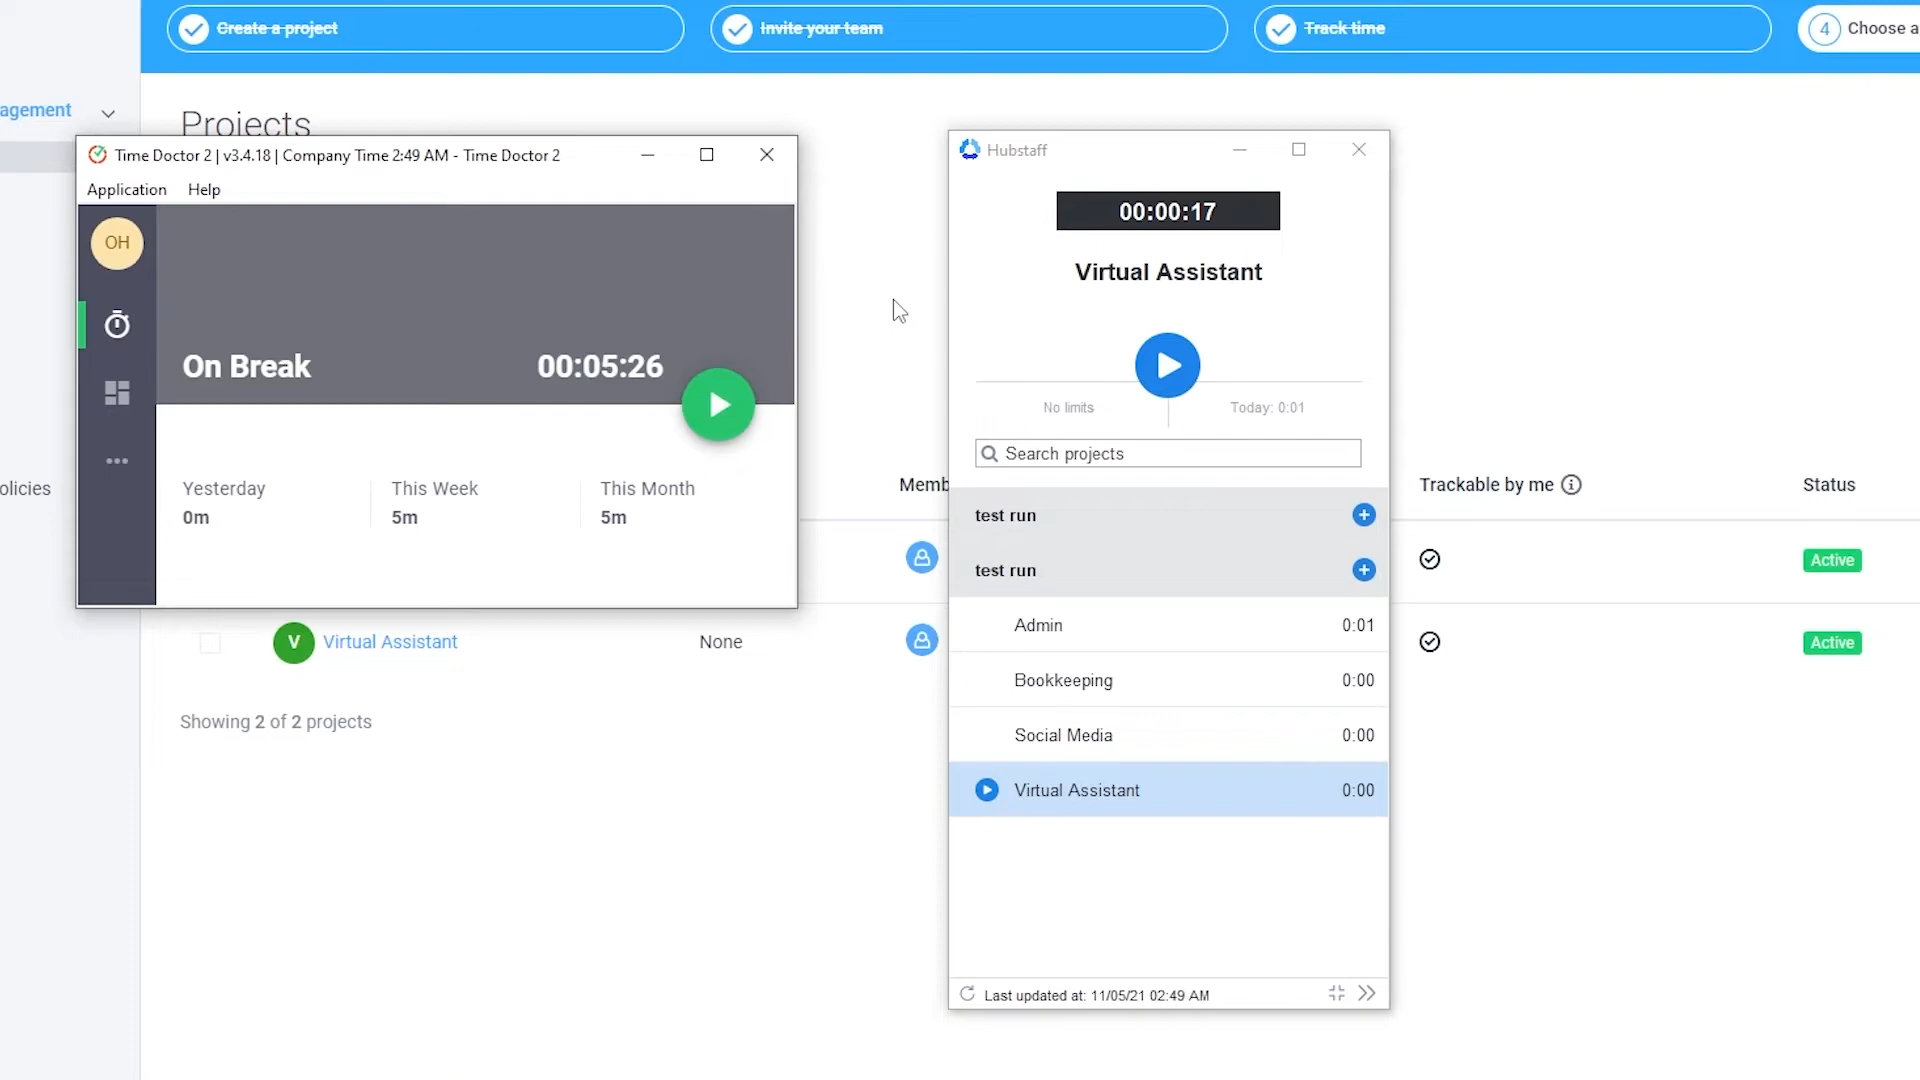 Create a project
Invite your team
Track time
4 Choose a
agement
Projects
Time Doctor 2 | v3.4.18 | Company Time 2:49 AM - Time Doctor 2
Application Help
OH
On Break 00:05:26
Yesterday This Week This Month
0m 5m 5m
olicies
Hubstaff
00:00:17
Virtual Assistant
No limits Today: 0:01
Search projects
test run
test run
Admin 0:01
Bookkeeping 0:00
Social Media 0:00
Virtual Assistant 0:00
Last updated at: 11/05/21 02:49 AM
Memb Trackable by me Status
Active
V Virtual Assistant None Active
Showing 2 of 2 projects